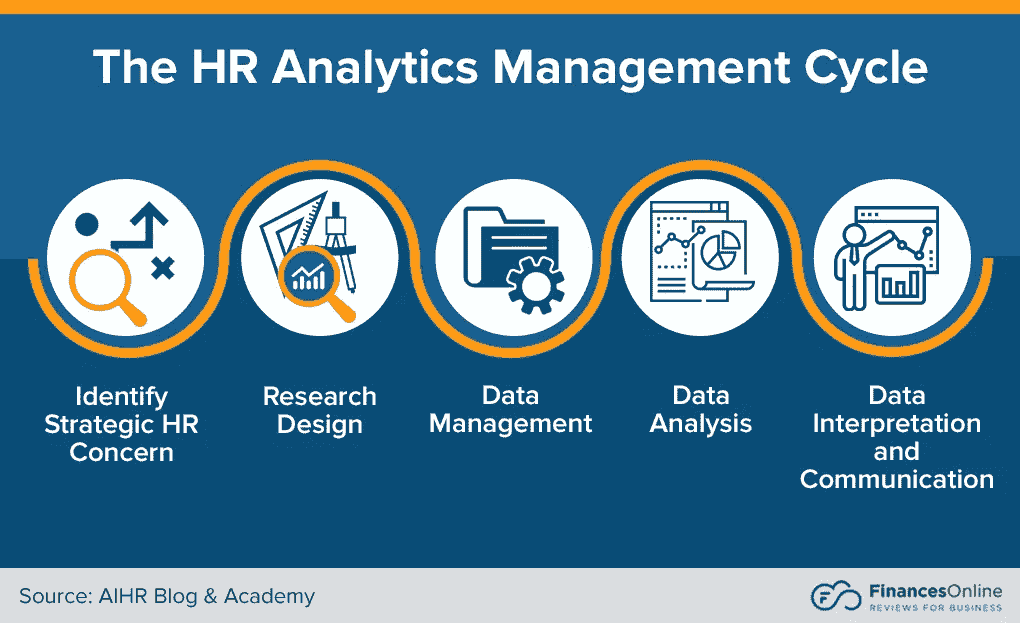 The HR Analytics Management Cycle
Identify
Strategic HR
Concern
Research
Design
Data
Management
Data
Analysis
Data
Interpretation
and
Communication
Source: AIHR Blog & Academy
FinancesOnline
REVIEWS FOR BUSINESS